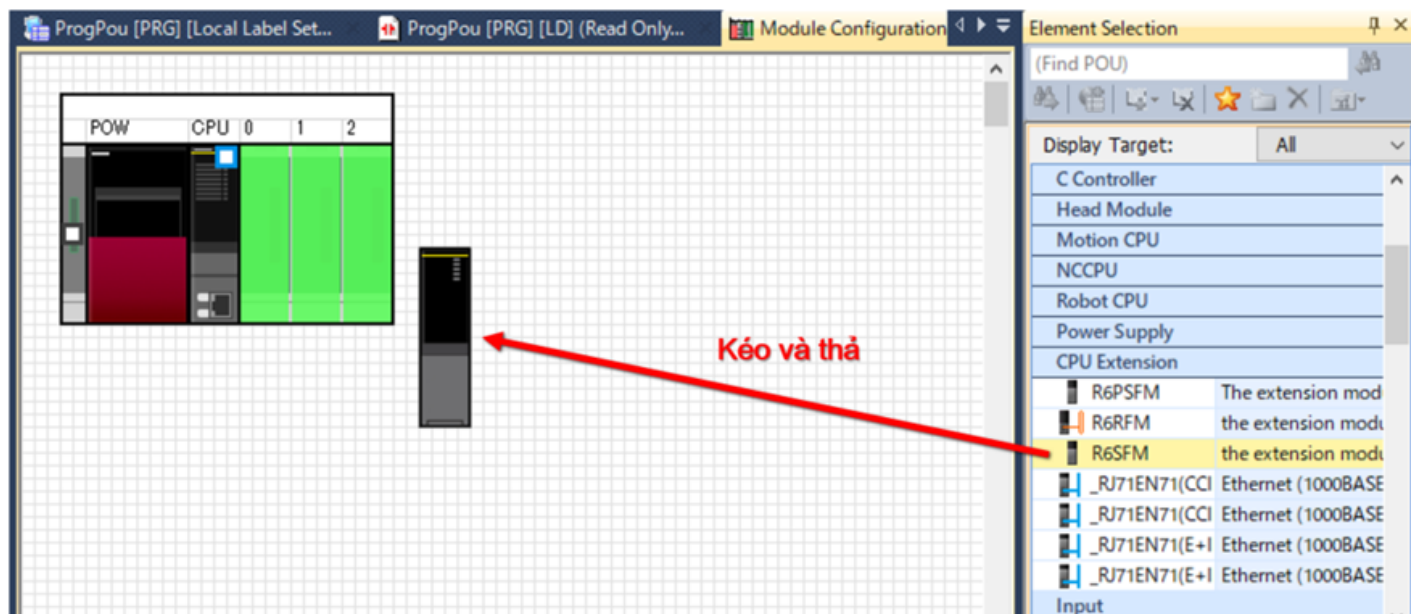 ProgPou [PRG] [Local Label Set...
ProgPou [PRG] [LD] (Read Only...
Module Configuration
Element Selection
(Find POU)
Display Target:
All
POW CPU 0 1 2
C Controller
Head Module
Motion CPU
NCCPU
Robot CPU
Power Supply
CPU Extension
R6PSFM The extension mod
R6RFM the extension modu
R6SFM the extension modu
_RJ71EN71(CCI Ethernet (1000BASE
_RJ71EN71(CCI Ethernet (1000BASE
_RJ71EN71(E+I Ethernet (1000BASE
_RJ71EN71(E+I Ethernet (1000BASE
Input
Kéo và thả